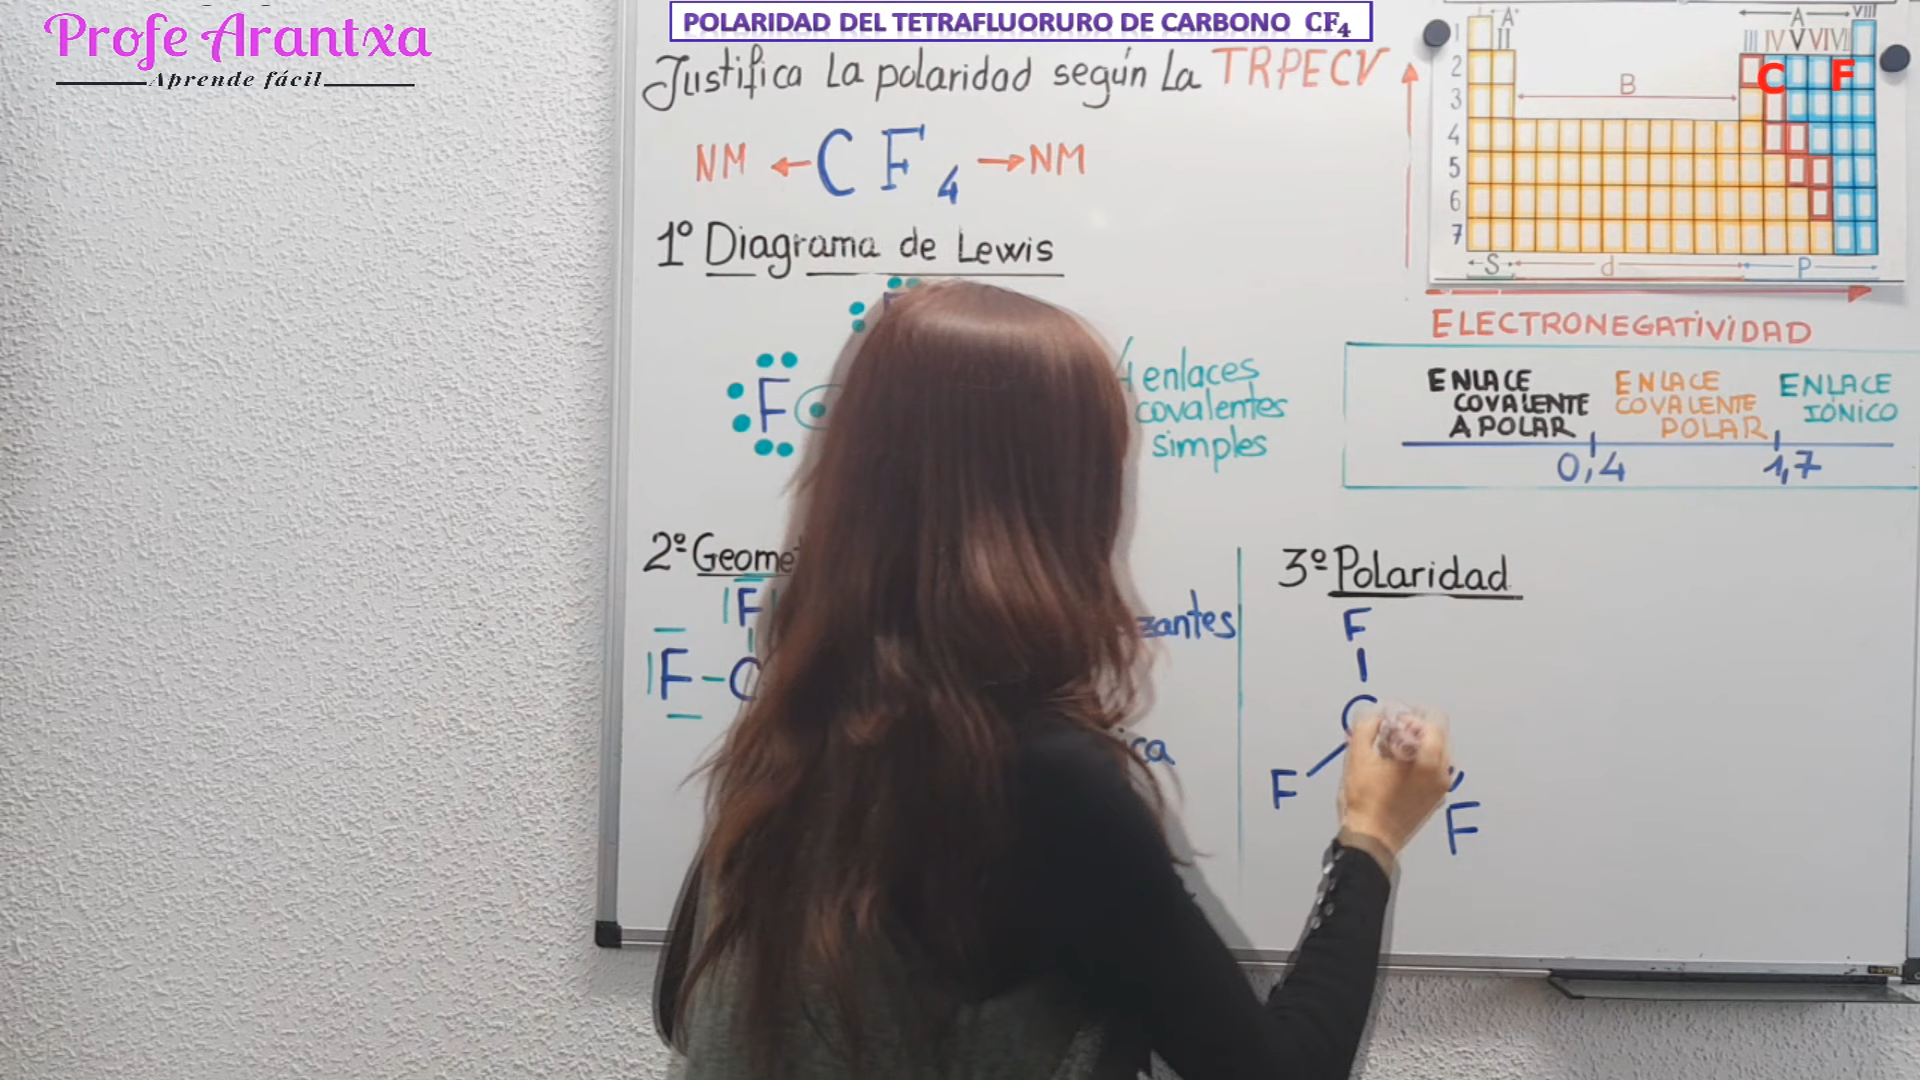 Profe Arantxa
Aprende fácil
POLARIDAD DEL TETRAFLUORURO DE CARBONO CF₄
Justifica la polaridad según la TRPECV
NM ← C F₄ → NM
1º Diagrama de Lewis
F
4 enlaces
covalentes
simples
2º
F
F - C
3º Polaridad
F
C
F
F
A
II
A
VIII
III IV V VI VII
1
2
3
4
5
6
7
C F
B
S d P
ELECTRONEGATIVIDAD
ENLACE
COVALENTE
APOLAR
ENLACE
COVALENTE
POLAR
ENLACE
IÓNICO
0,4 1,7